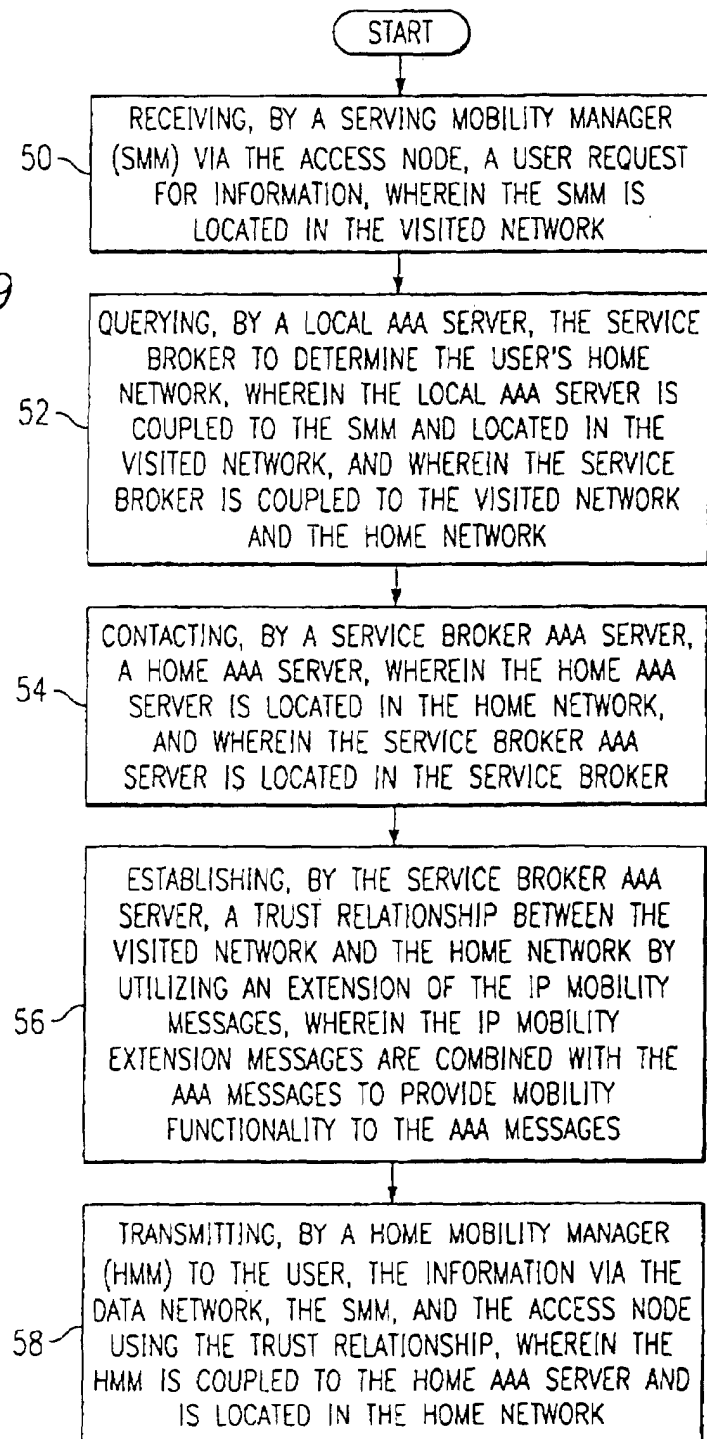 START
50
RECEIVING, BY A SERVING MOBILITY MANAGER
(SMM) VIA THE ACCESS NODE, A USER REQUEST
FOR INFORMATION, WHEREIN THE SMM IS
LOCATED IN THE VISITED NETWORK
9
52
QUERYING, BY A LOCAL AAA SERVER, THE SERVICE
BROKER TO DETERMINE THE USER'S HOME
NETWORK, WHEREIN THE LOCAL AAA SERVER IS
COUPLED TO THE SMM AND LOCATED IN THE
VISITED NETWORK, AND WHEREIN THE SERVICE
BROKER IS COUPLED TO THE VISITED NETWORK
AND THE HOME NETWORK
54
CONTACTING, BY A SERVICE BROKER AAA SERVER,
A HOME AAA SERVER, WHEREIN THE HOME AAA
SERVER IS LOCATED IN THE HOME NETWORK,
AND WHEREIN THE SERVICE BROKER AAA
SERVER IS LOCATED IN THE SERVICE BROKER
56
ESTABLISHING, BY THE SERVICE BROKER AAA
SERVER, A TRUST RELATIONSHIP BETWEEN THE
VISITED NETWORK AND THE HOME NETWORK BY
UTILIZING AN EXTENSION OF THE IP MOBILITY
MESSAGES, WHEREIN THE IP MOBILITY
EXTENSION MESSAGES ARE COMBINED WITH THE
AAA MESSAGES TO PROVIDE MOBILITY
FUNCTIONALITY TO THE AAA MESSAGES
58
TRANSMITTING, BY A HOME MOBILITY MANAGER
(HMM) TO THE USER, THE INFORMATION VIA THE
DATA NETWORK, THE SMM, AND THE ACCESS NODE
USING THE TRUST RELATIONSHIP, WHEREIN THE
HMM IS COUPLED TO THE HOME AAA SERVER AND
IS LOCATED IN THE HOME NETWORK